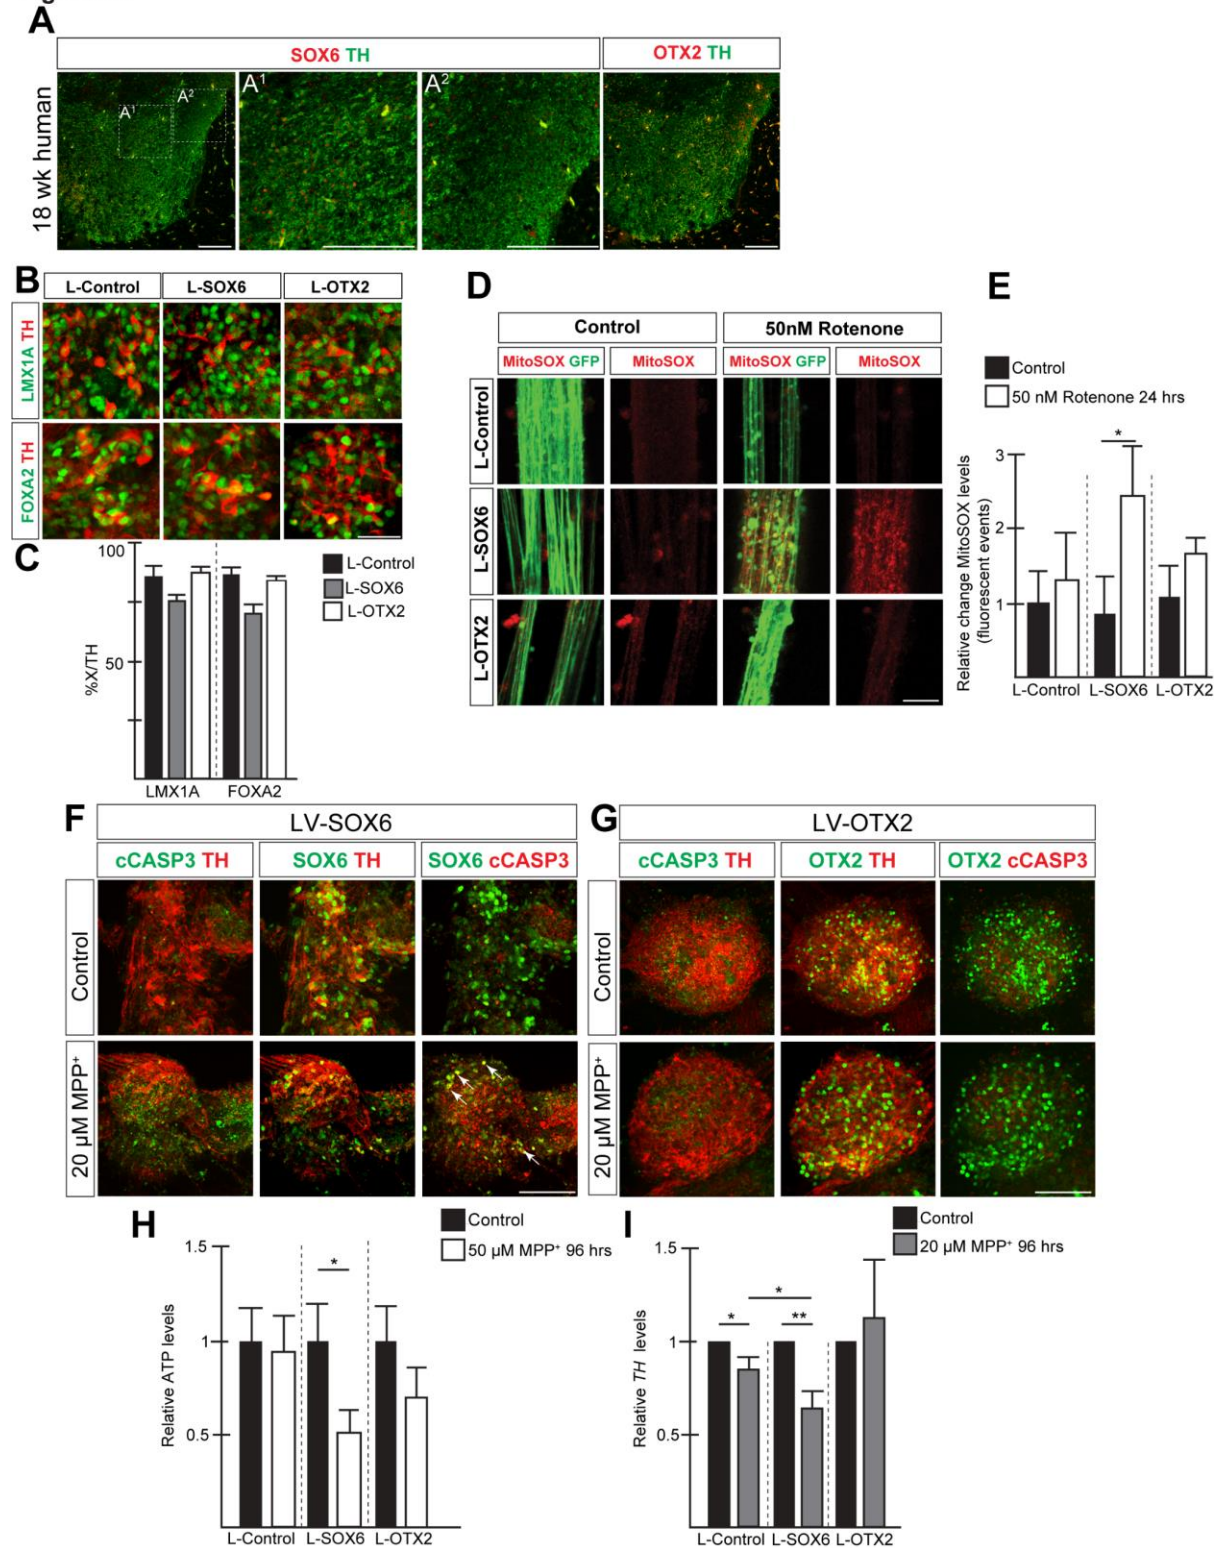 A
SOX6 TH
OTX2 TH
18 wk human
A¹
A²
A¹
A²
B
L-Control
L-SOX6
L-OTX2
LMX1A TH
FOXA2 TH
C
100
50
%X/TH
LMX1A
FOXA2
L-Control
L-SOX6
L-OTX2
D
Control
50nM Rotenone
MitoSOX GFP
MitoSOX
MitoSOX GFP
MitoSOX
L-Control
L-SOX6
L-OTX2
E
Control
50 nM Rotenone 24 hrs
Relative change MitoSOX levels
(fluorescent events)
3
2
1
*
L-Control
L-SOX6
L-OTX2
F
LV-SOX6
cCASP3 TH
SOX6 TH
SOX6 cCASP3
Control
20 µM MPP⁺
G
LV-OTX2
cCASP3 TH
OTX2 TH
OTX2 cCASP3
Control
20 µM MPP⁺
H
Control
50 µM MPP⁺ 96 hrs
Relative ATP levels
1.5
1
0.5
*
L-Control
L-SOX6
L-OTX2
I
Control
20 µM MPP⁺ 96 hrs
Relative TH levels
1.5
1
0.5
*
*
**
L-Control
L-SOX6
L-OTX2